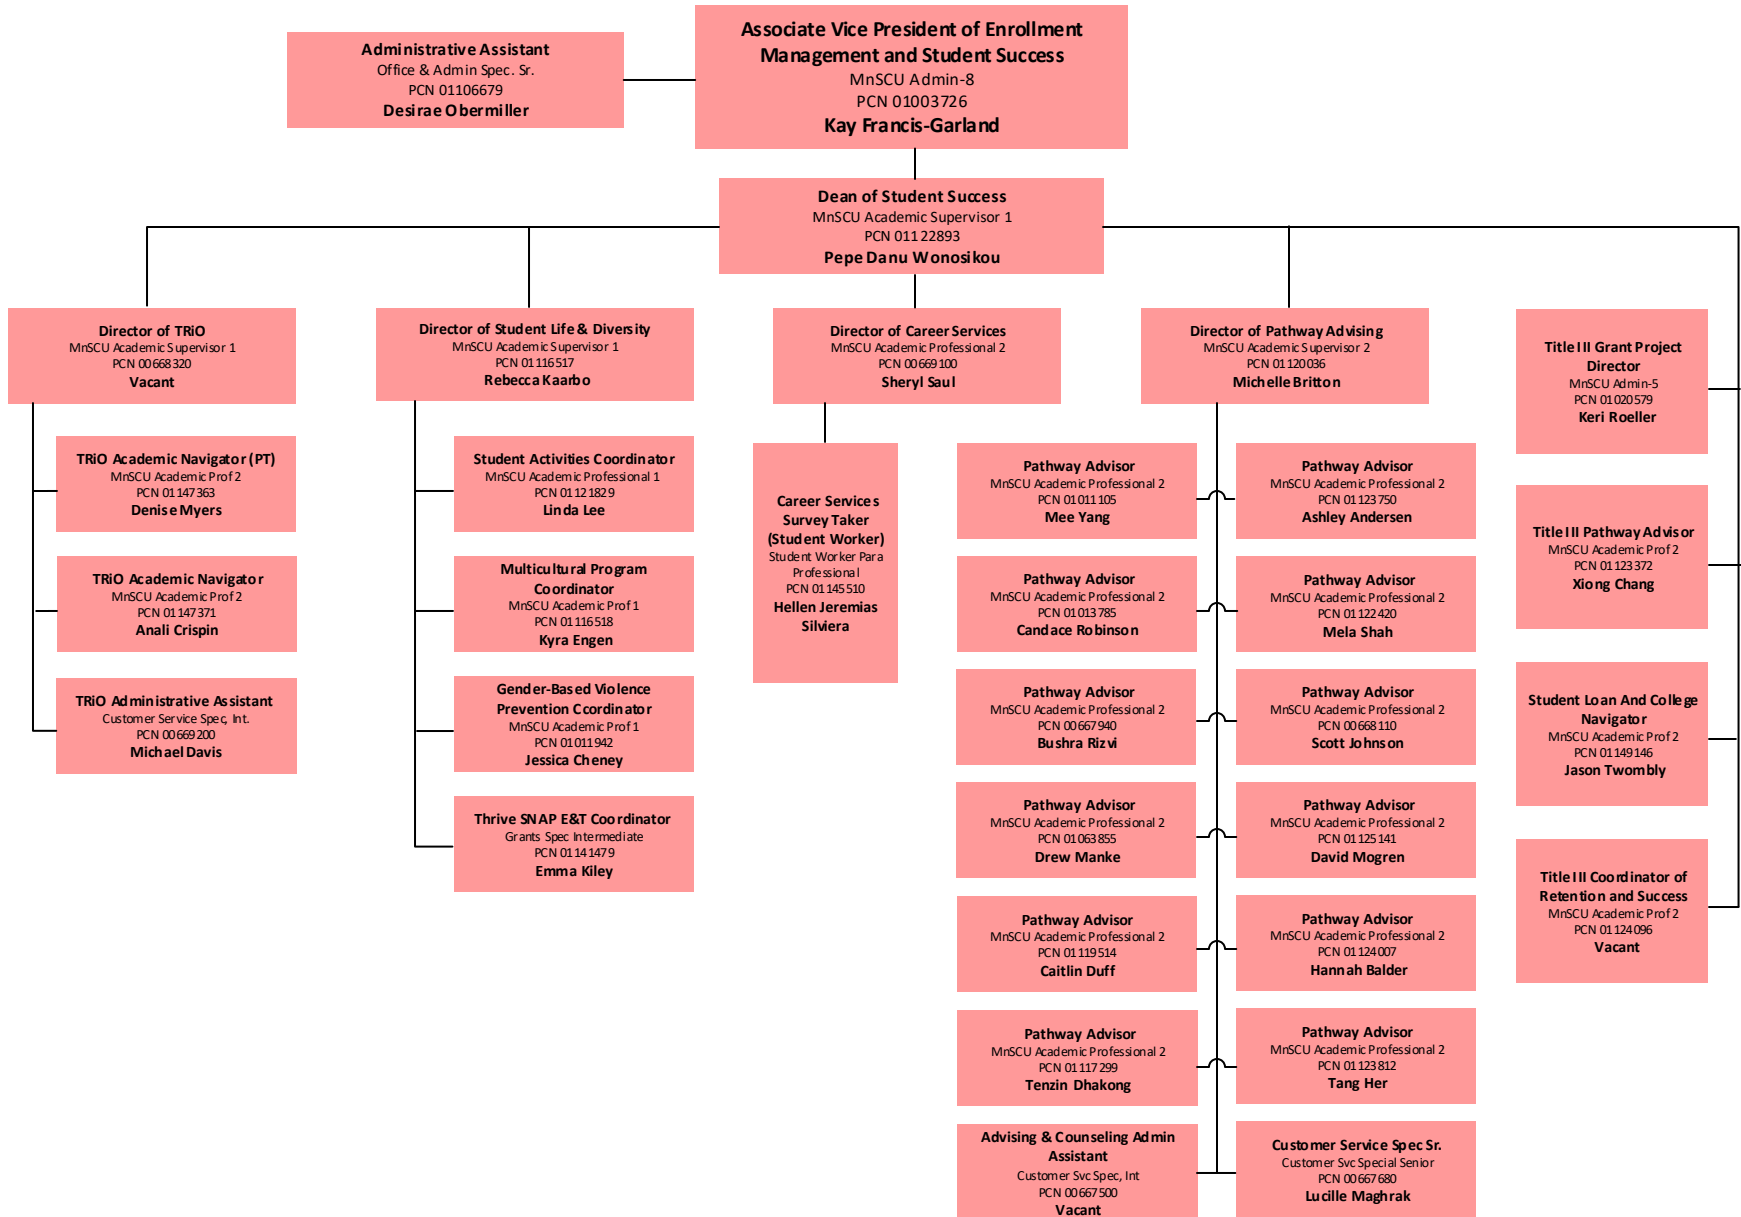 Administrative Assistant
Office & Admin Spec. Sr.
PCN 01106679
Desirae Obermiller
Associate Vice President of Enrollment
Management and Student Success
MnSCU Admin-8
PCN 01003726
Kay Francis-Garland
Dean of Student Success
MnSCU Academic Supervisor 1
PCN 01122893
Pepe Danu Wonosikou
Director of TRiO
MnSCU Academic Supervisor 1
PCN 00668320
Vacant
TRiO Academic Navigator (PT)
MnSCU Academic Prof 2
PCN 01147363
Denise Myers
TRiO Academic Navigator
MnSCU Academic Prof 2
PCN 01147371
Anali Crispin
TRiO Administrative Assistant
Customer Service Spec, Int.
PCN 00669200
Michael Davis
Director of Student Life & Diversity
MnSCU Academic Supervisor 1
PCN 01116517
Rebecca Kaarbo
Student Activities Coordinator
MnSCU Academic Professional 1
PCN 01121829
Linda Lee
Multicultural Program
Coordinator
MnSCU Academic Prof 1
PCN 01116518
Kyra Engen
Gender-Based Violence
Prevention Ccordinator
MnSCU Academic Prof 1
PCN 01011942
Jessica Cheney
Thrive SNAP E&T Coordinator
Grants Spec Intermediate
PCN 01141479
Emma Kiley
Director of Career Services
MnSCU Academic Professional 2
PCN 00669100
Sheryl Saul
Career Services
Survey Taker
(Student Worker)
Student Worker Para
Professional
PCN 01145510
Hellen Jeremias
Silviera
Director of Pathway Advising
MnSCU Academic Supervisor 2
PCN 01120036
Michelle Britton
Pathway Advisor
MnSCU Academic Professional 2
PCN 01011105
Mee Yang
Pathway Advisor
MnSCU Academic Professional 2
PCN 01123750
Ashley Andersen
Pathway Advisor
MnSCU Academic Professional 2
PCN 01013785
Candace Robinson
Pathway Advisor
MnSCU Academic Professional 2
PCN 01122420
Mela Shah
Pathway Advisor
MnSCU Academic Professional 2
PCN 00667940
Bushra Rizvi
Pathway Advisor
MnSCU Academic Professional 2
PCN 00668110
Scott Johnson
Pathway Advisor
MnSCU Academic Professional 2
PCN 01063855
Drew Manke
Pathway Advisor
MnSCU Academic Professional 2
PCN 01125141
David Mogren
Pathway Advisor
MnSCU Academic Professional 2
PCN 01119514
Caitlin Duff
Pathway Advisor
MnSCU Academic Professional 2
PCN 01124007
Hannah Balder
Pathway Advisor
MnSCU Academic Professional 2
PCN 01117299
Tenzin Dhakong
Pathway Advisor
MnSCU Academic Professional 2
PCN 01123812
Tang Her
Advising & Counseling Admin
Assistant
Customer Svc Spec, Int
PCN 00667500
Vacant
Customer Service Spec Sr.
Customer Svc Special Senior
PCN 00667680
Lucille Maghrak
Title III Grant Project
Director
MnSCU Admin-5
PCN 01020579
Keri Roeller
Title III Pathway Advisor
MnSCU Academic Prof 2
PCN 01123372
Xiong Chang
Student Loan And College
Navigator
MnSCU Academic Prof 2
PCN 01149146
Jason Twombly
Title III Coordinator of
Retention and Success
MnSCU Academic Prof 2
PCN 01124096
Vacant